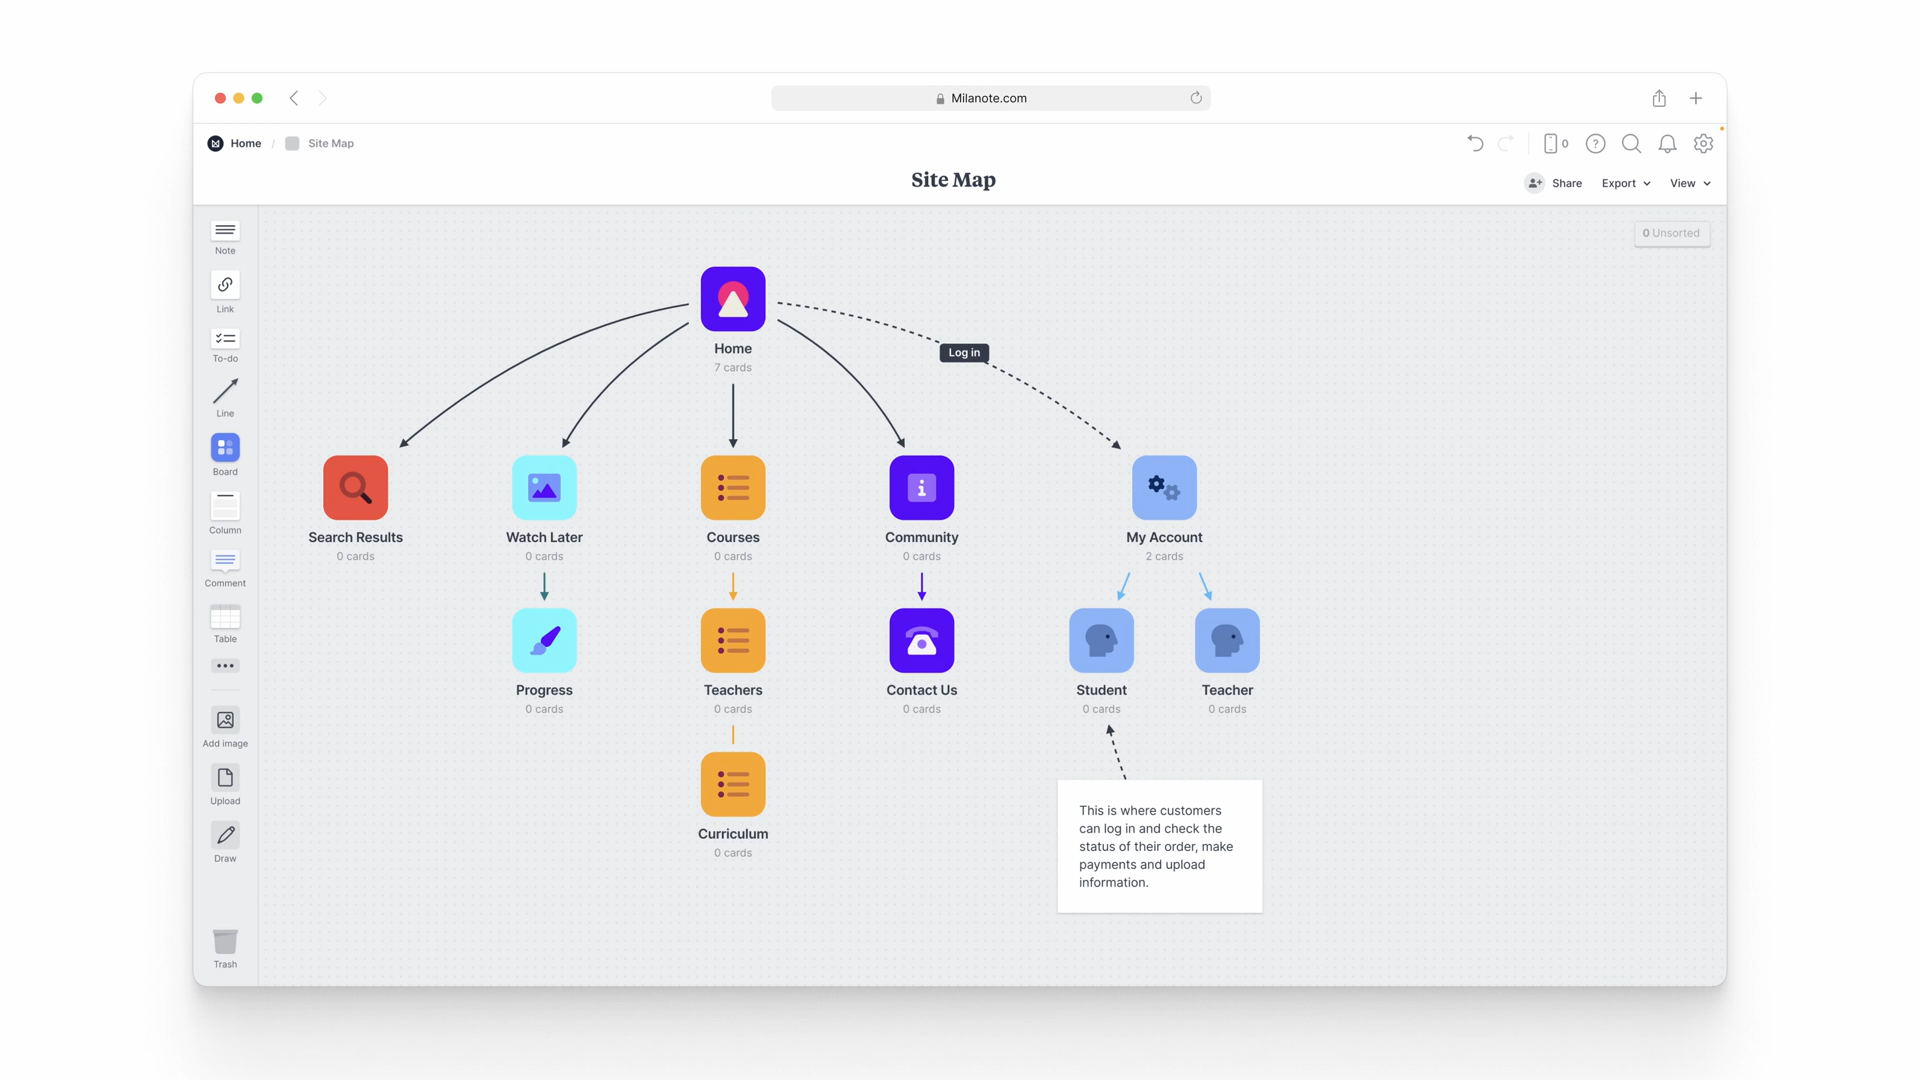 Milanote.com
Home / Site Map
0
Site Map
Share Export View
0 Unsorted
Note
Link
To-do
Line
Board
Column
Comment
Table
Add image
Upload
Draw
Trash
Home
7 cards
Log in
Search Results
0 cards
Watch Later
0 cards
Courses
0 cards
Community
0 cards
My Account
2 cards
Progress
0 cards
Teachers
0 cards
Contact Us
0 cards
Student
0 cards
Teacher
0 cards
Curriculum
0 cards
This is where customers
can log in and check the
status of their order, make
payments and upload
information.